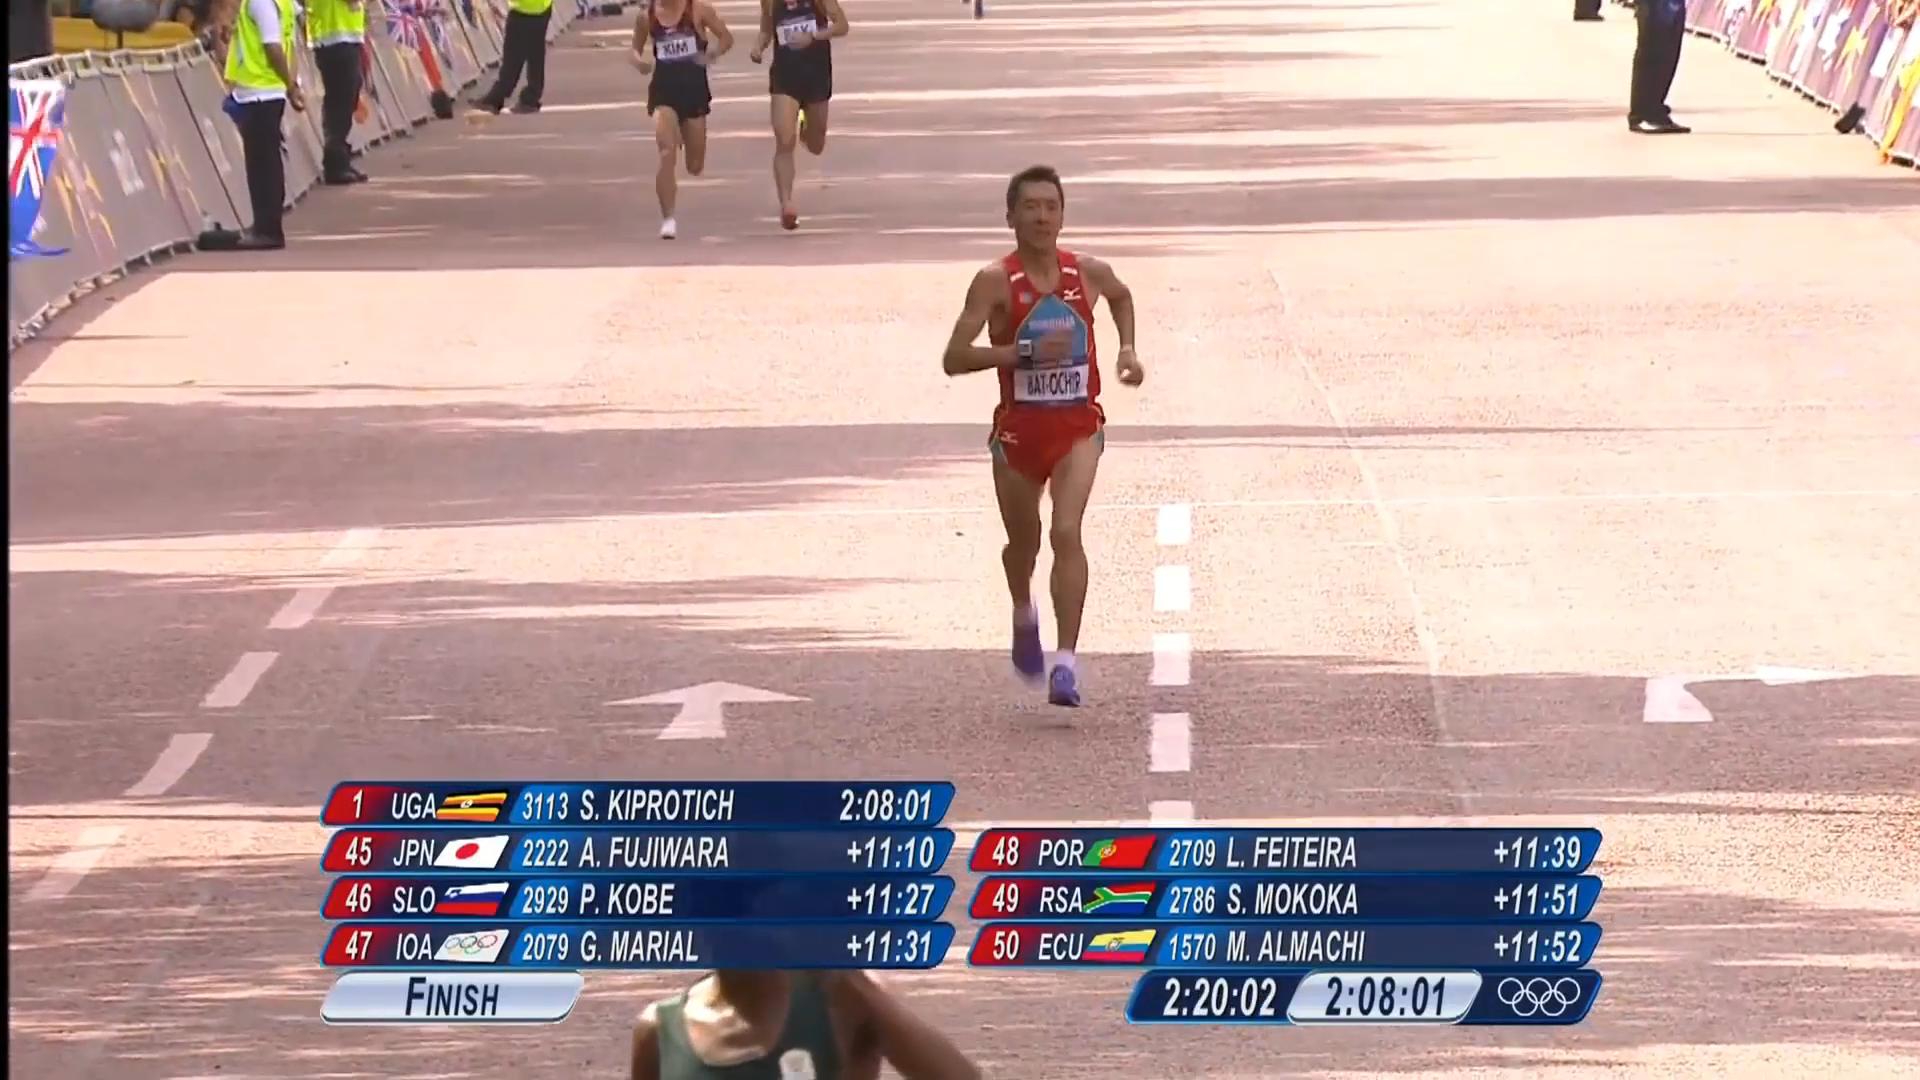 KIM
BAT-OCHIR
1 UGA 3113 S. KIPROTICH 2:08:01
45 JPN 2222 A. FUJIWARA +11:10
46 SLO 2929 P. KOBE +11:27
47 IOA 2079 G. MARIAL +11:31
48 POR 2709 L. FEITEIRA +11:39
49 RSA 2786 S. MOKOKA +11:51
50 ECU 1570 M. ALMACHI +11:52
FINISH
2:20:02 2:08:01